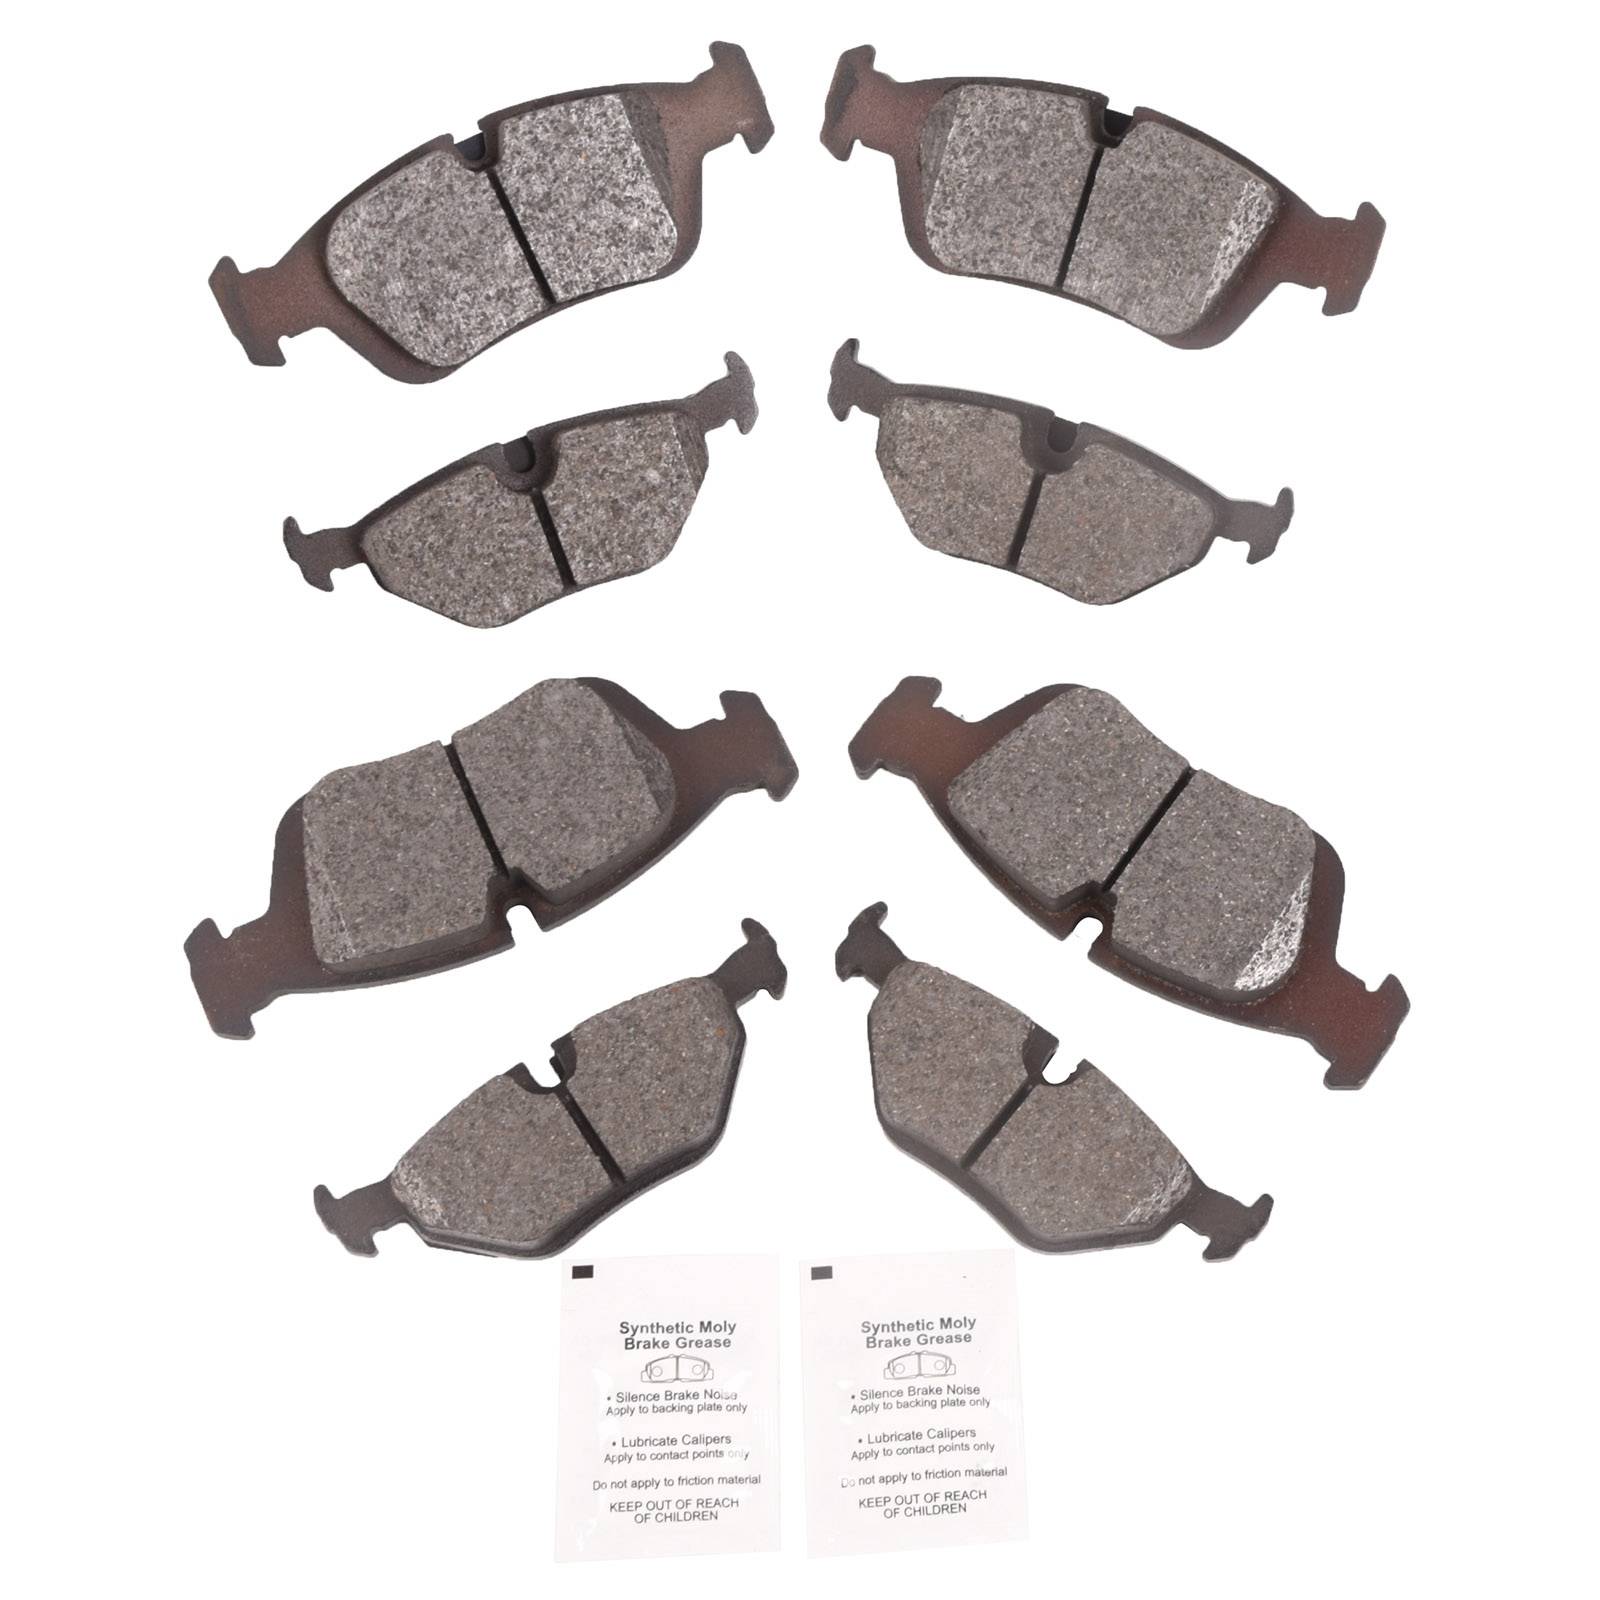 Synthetic Moly
Brake Grease
• Silence Brake Noise
Apply to backing plate only
• Lubricate Calipers
Apply to contact points only
Do not apply to friction material
KEEP OUT OF REACH
OF CHILDREN
Synthetic Moly
Brake Grease
• Silence Brake Noise
Apply to backing plate only
• Lubricate Calipers
Apply to contact points only
Do not apply to friction material
KEEP OUT OF REACH
OF CHILDREN